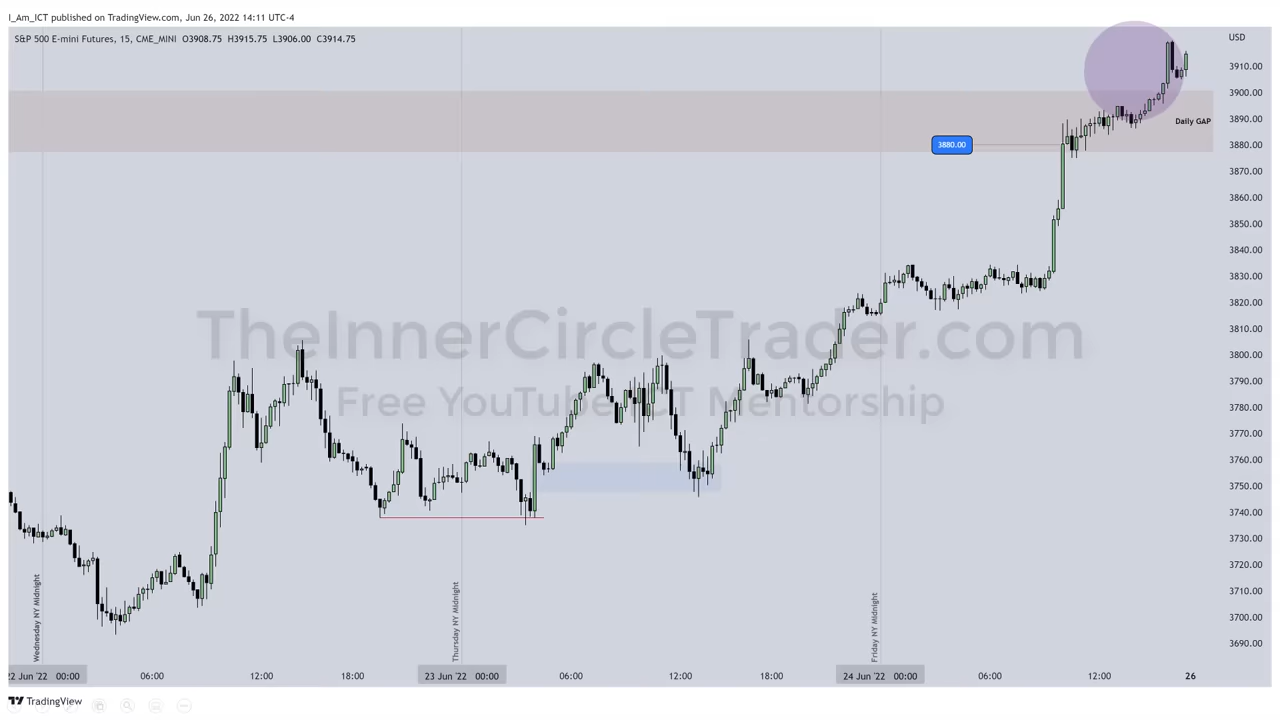 I_Am_ICT published on TradingView.com, Jun 26, 2022 14:11 UTC-4
S&P 500 E-mini Futures, 15, CME_MINI O3908.75 H3915.75 L3906.00 C3914.75
USD
3910.00
3900.00
3890.00
Daily GAP
3880.00
3880.00
3870.00
3860.00
3850.00
3840.00
3830.00
3820.00
3810.00
TheInnerCircleTrader.com
3800.00
3790.00
Free YouTube ICT Mentorship
3780.00
3770.00
3760.00
3750.00
3740.00
3730.00
3720.00
3710.00
3700.00
3690.00
Wednesday NY Midnight
Thursday NY Midnight
Friday NY Midnight
22 Jun '22 00:00 06:00 12:00 18:00 23 Jun '22 00:00 06:00 12:00 18:00 24 Jun '22 00:00 06:00 12:00 26
TradingView